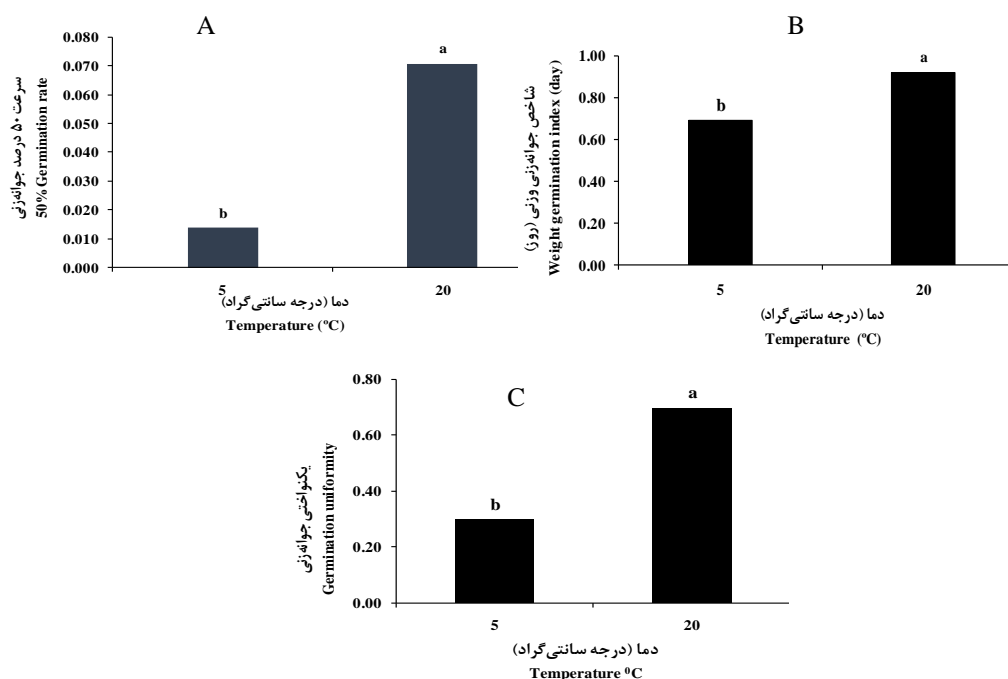 A
0.080
0.070
0.060
0.050
0.040
0.030
0.020
0.010
0.000
سرعت ۵۰ درصد جوانه‌زنی
50% Germination rate
b
a
5
20
دما (درجه سانتی‌گراد)
Temperature (ºC)
B
1.00
0.80
0.60
0.40
0.20
0.00
شاخص جوانه‌زنی وزنی (روز)
Weight germination index (day)
b
a
5
20
دما (درجه سانتی‌گراد)
Temperature (ºC)
C
0.80
0.60
0.40
0.20
0.00
یکنواختی جوانه‌زنی
Germination uniformity
b
a
5
20
دما (درجه سانتی‌گراد)
Temperature ⁰C